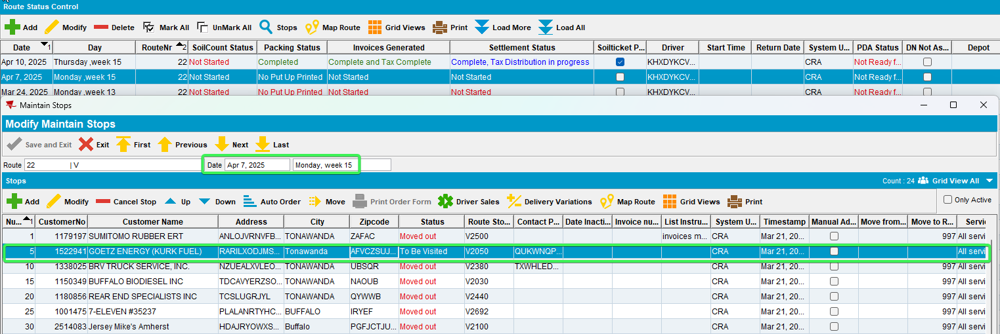 Route Status Control
Add Modify Delete Mark All UnMark All Stops Map Route Grid Views Print Load More Load All
Date 1 Day RouteNr 2 SoilCount Status Packing Status Invoices Generated Settlement Status Soilticket P... Driver Start Time Return Date System U... PDA Status DN Not As... Depot
Apr 10, 2025 Thursday ,week 15 22 Not Started Completed Complete and Tax Complete Complete, Tax Distribution in progress KHXDYKCV... CRA Not Ready f...
Apr 7, 2025 Monday ,week 15 22 Not Started No Put Up Printed Not Started Not Started KHXDYKCV... CRA Not Ready f...
Mar 24, 2025 Monday ,week 13 22 Not Started No Put Up Printed Not Started Not Started KHXDYKCV... CRA Not Ready f...
Maintain Stops
Modify Maintain Stops
Save and Exit Exit First Previous Next Last
Route 22 | V Date Apr 7, 2025 Monday, week 15
Stops Count : 24 Grid View All
Add Modify Cancel Stop Up Down Auto Order Move Print Order Form Driver Sales Delivery Variations Map Route Grid Views Print Only Active
Nu... 1 CustomerNo Customer Name Address City Zipcode Status Route Sto... Contact P... Date Inacti... Invoice nu... List Instru... System U... Timestamp Manual Ad... Move from... Move to R... Servi
1 1179197 SUMITOMO RUBBER ERT ANLOJVRNVFB... TONAWANDA ZAFAC Moved out V2500 invoices m... CRA Mar 21, 20... 997 All servi
5 1522941 GOETZ ENERGY (KURK FUEL) RARILXODJMS... Tonawanda AFVCZSUJ... To Be Visited V2050 QUKWNQP... CRA Mar 21, 20... All servi
10 1338025 BRV TRUCK SERVICE, INC. NZUEALXVLEO... TONAWANDA UBSQR Moved out V2380 TXWHLED... CRA Mar 21, 20... 997 All servi
15 1150349 BUFFALO BIODIESEL INC TDCAVYERZSO... TONAWANDA NAOUB Moved out V2030 CRA Mar 21, 20... 997 All servi
20 1180856 REAR END SPECIALISTS INC TCSLUGRJYL TONAWANDA QYWWB Moved out V2440 CRA Mar 21, 20... 997 All servi
25 1001475 7-ELEVEN #35237 PLALANRTYHC... BUFFALO IRYEF Moved out V2692 CRA Mar 21, 20... 997 All servi
30 2514083 Jersey Mike's Amherst HDAJRYOWXS... Buffalo PGFJCTJU... Moved out V2100 CRA Mar 21, 20... 997 All servi